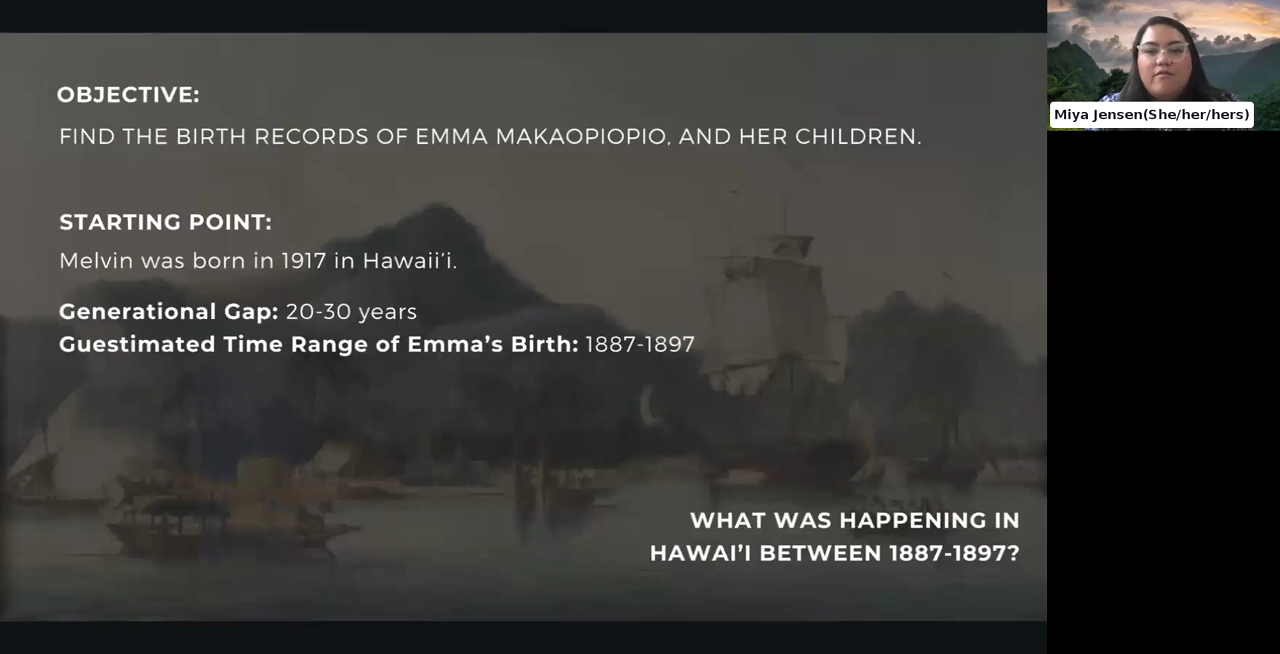 OBJECTIVE:
FIND THE BIRTH RECORDS OF EMMA MAKAOPIOPIO, AND HER CHILDREN.
STARTING POINT:
Melvin was born in 1917 in Hawaii’i.
Generational Gap: 20-30 years
Guestimated Time Range of Emma’s Birth: 1887-1897
WHAT WAS HAPPENING IN
HAWAI’I BETWEEN 1887-1897?
Miya Jensen(She/her/hers)